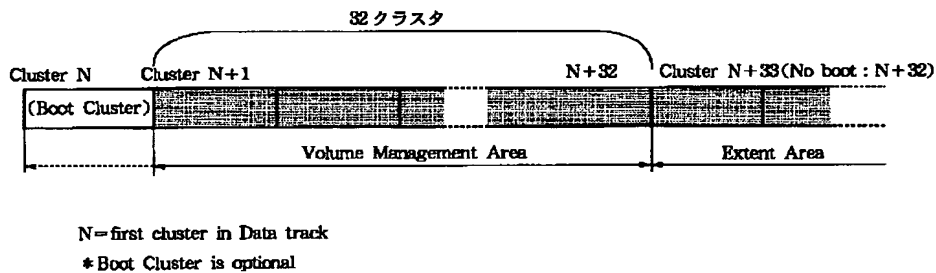 32クラスタ
Cluster N Cluster N+1 N+32 Cluster N+33(No boot : N+32)
(Boot Cluster)
Volume Management Area Extent Area
N=first cluster in Data track
*Boot Cluster is optional